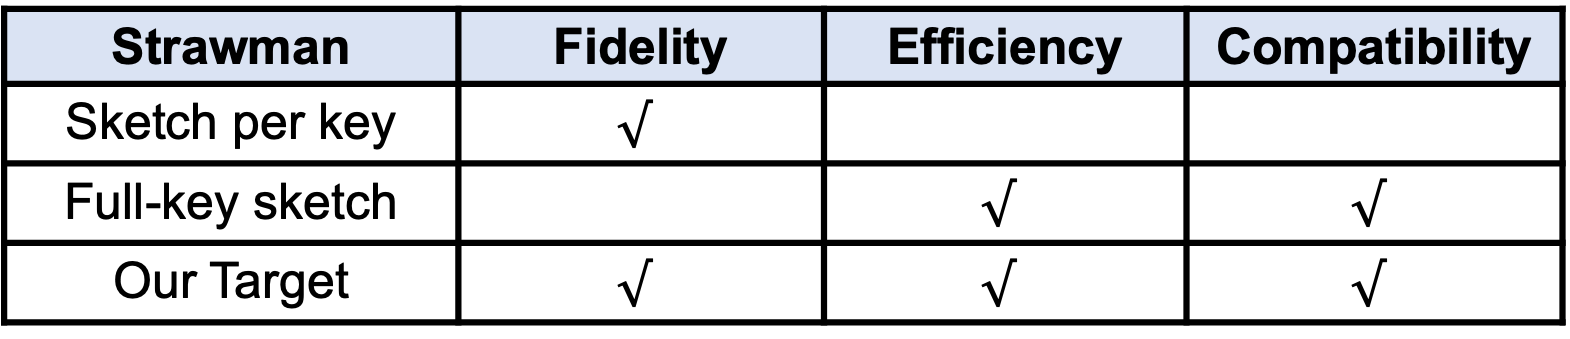 Strawman Fidelity Efficiency Compatibility
Sketch per key √
Full-key sketch √ √
Our Target √ √ √